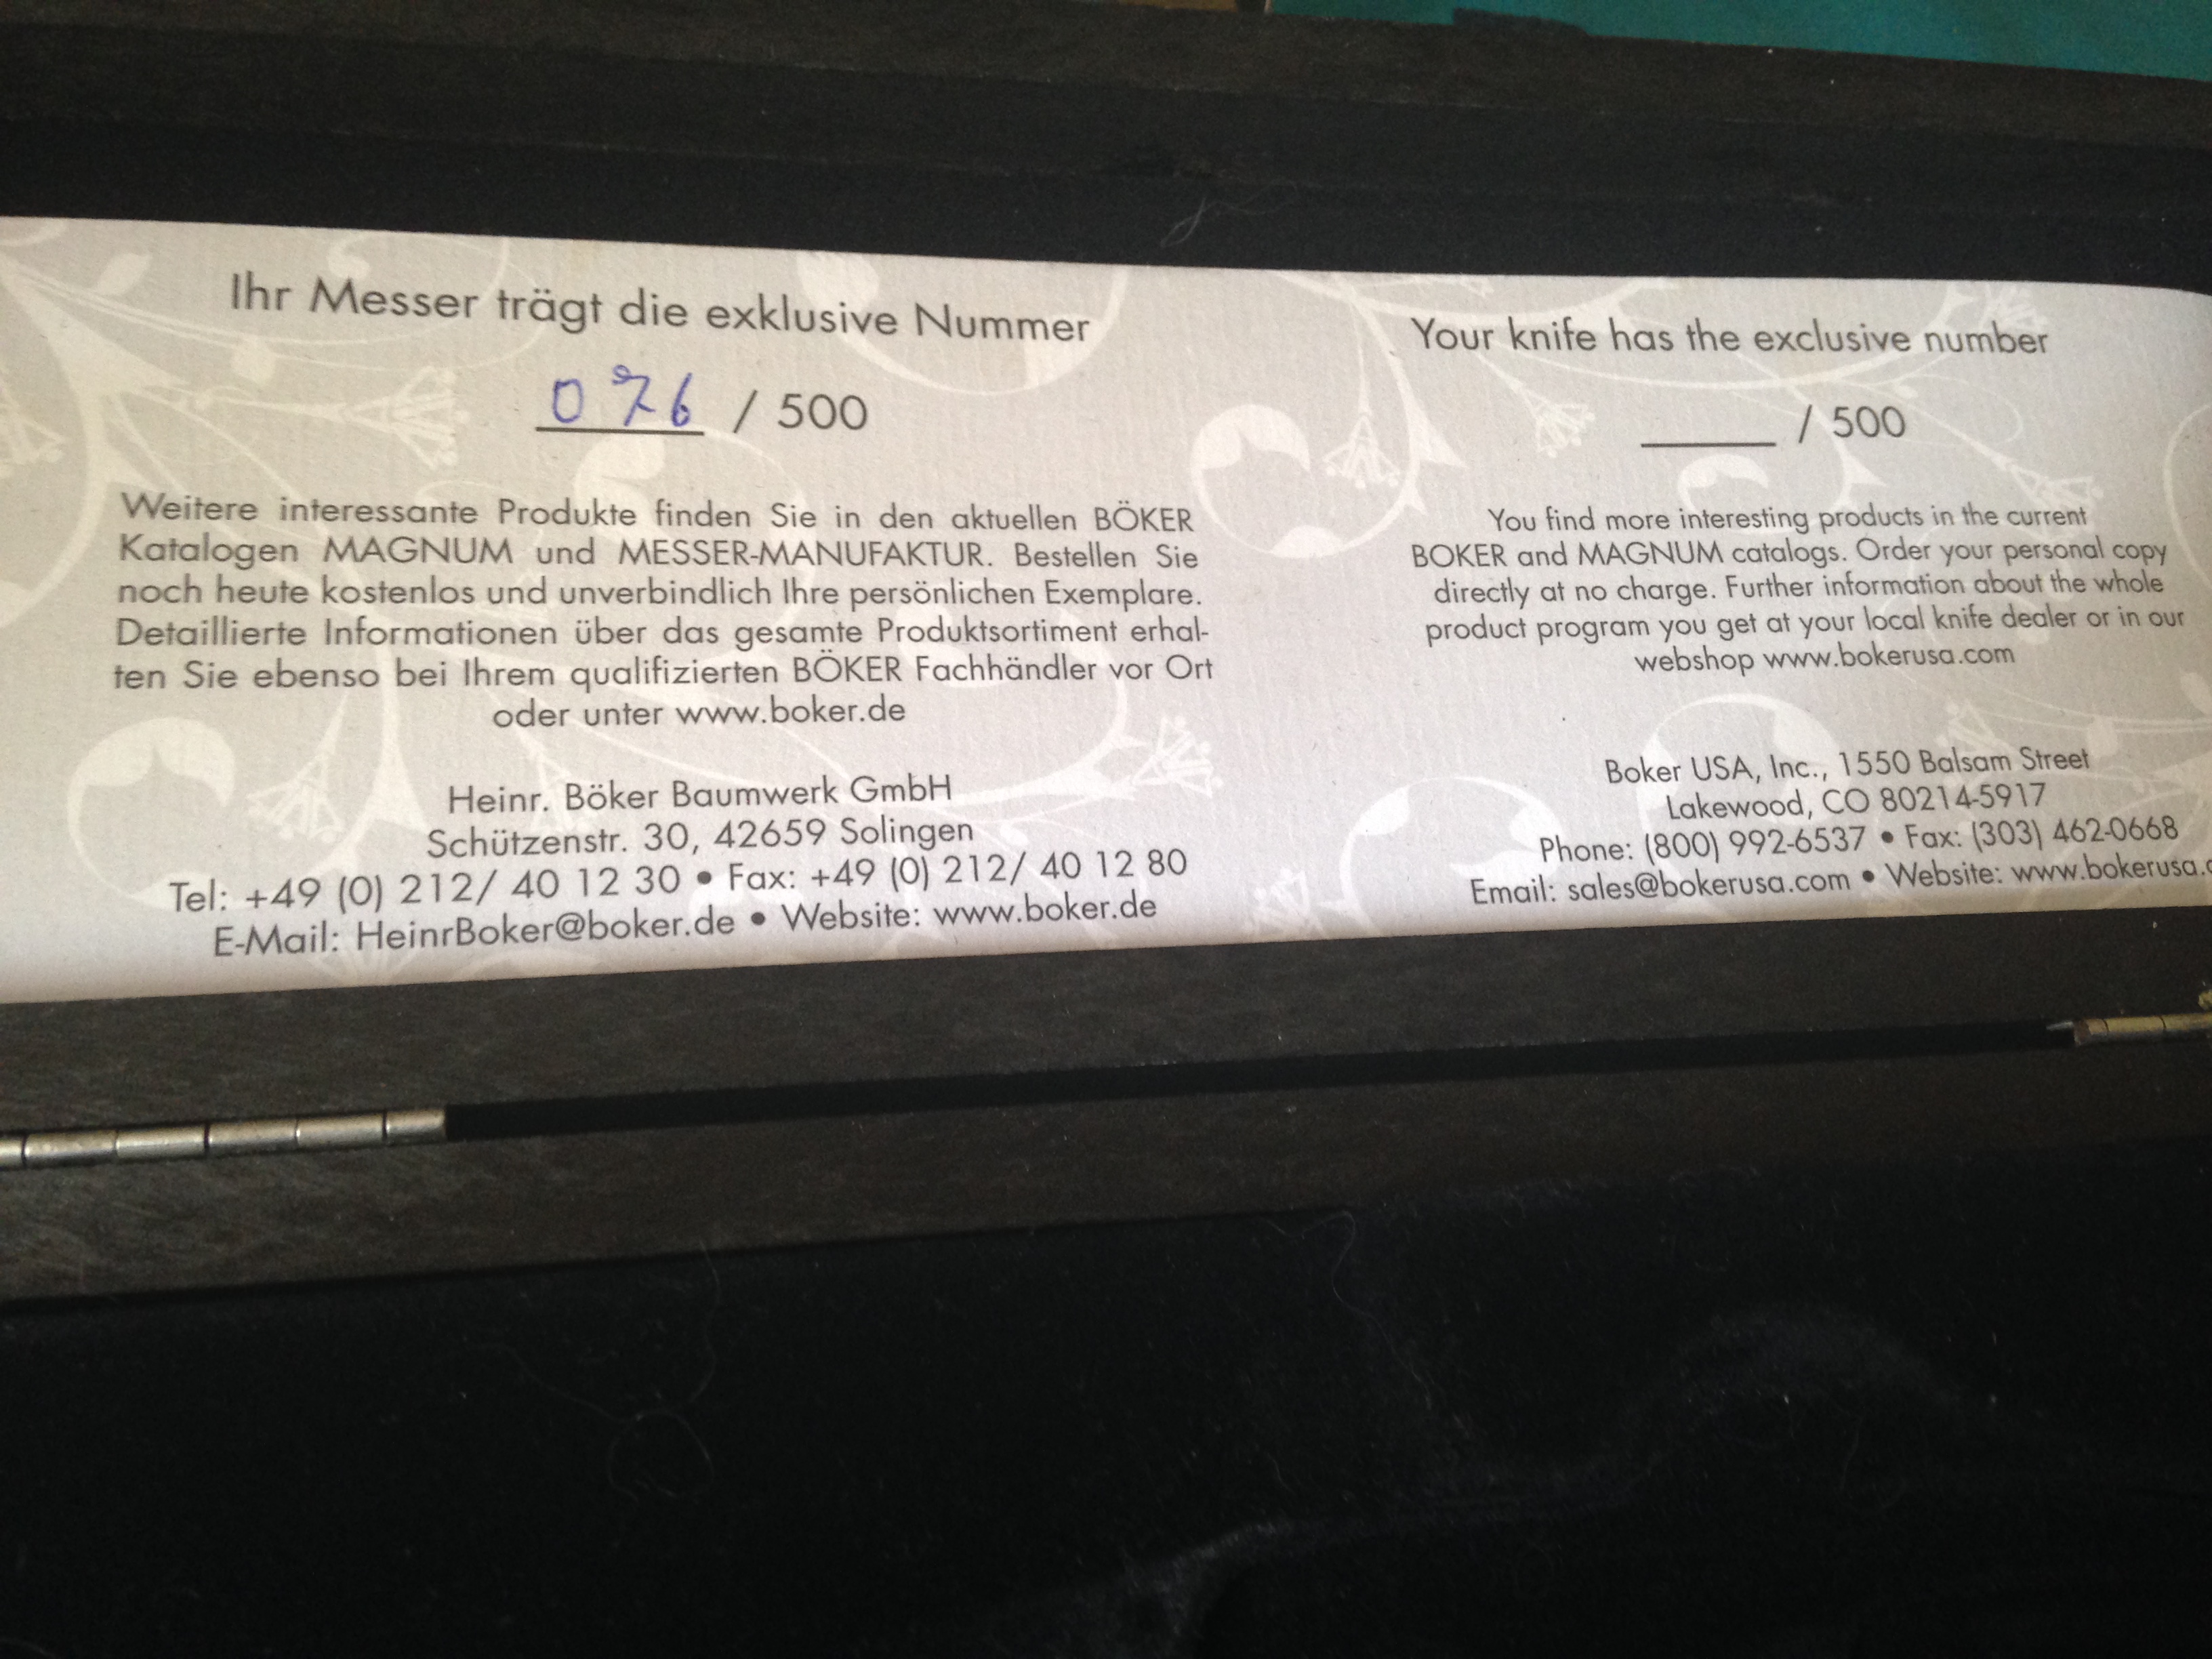 Ihr Messer trägt die exklusive Nummer
076 / 500
Weitere interessante Produkte finden Sie in den aktuellen BÖKER
Katalogen MAGNUM und MESSER-MANUFAKTUR. Bestellen Sie
noch heute kostenlos und unverbindlich Ihre persönlichen Exemplare.
Detaillierte Informationen über das gesamte Produktsortiment erhal-
ten Sie ebenso bei Ihrem qualifizierten BÖKER Fachhändler vor Ort
oder unter www.boker.de
Heinr. Böker Baumwerk GmbH
Schützenstr. 30, 42659 Solingen
Tel: +49 (0) 212/ 40 12 30 • Fax: +49 (0) 212/ 40 12 80
E-Mail: HeinrBoker@boker.de • Website: www.boker.de
Your knife has the exclusive number
______ / 500
You find more interesting products in the current
BOKER and MAGNUM catalogs. Order your personal copy
directly at no charge. Further information about the whole
product program you get at your local knife dealer or in our
webshop www.bokerusa.com
Boker USA, Inc., 1550 Balsam Street
Lakewood, CO 80214-5917
Phone: (800) 992-6537 • Fax: (303) 462-0668
Email: sales@bokerusa.com • Website: www.bokerusa.c